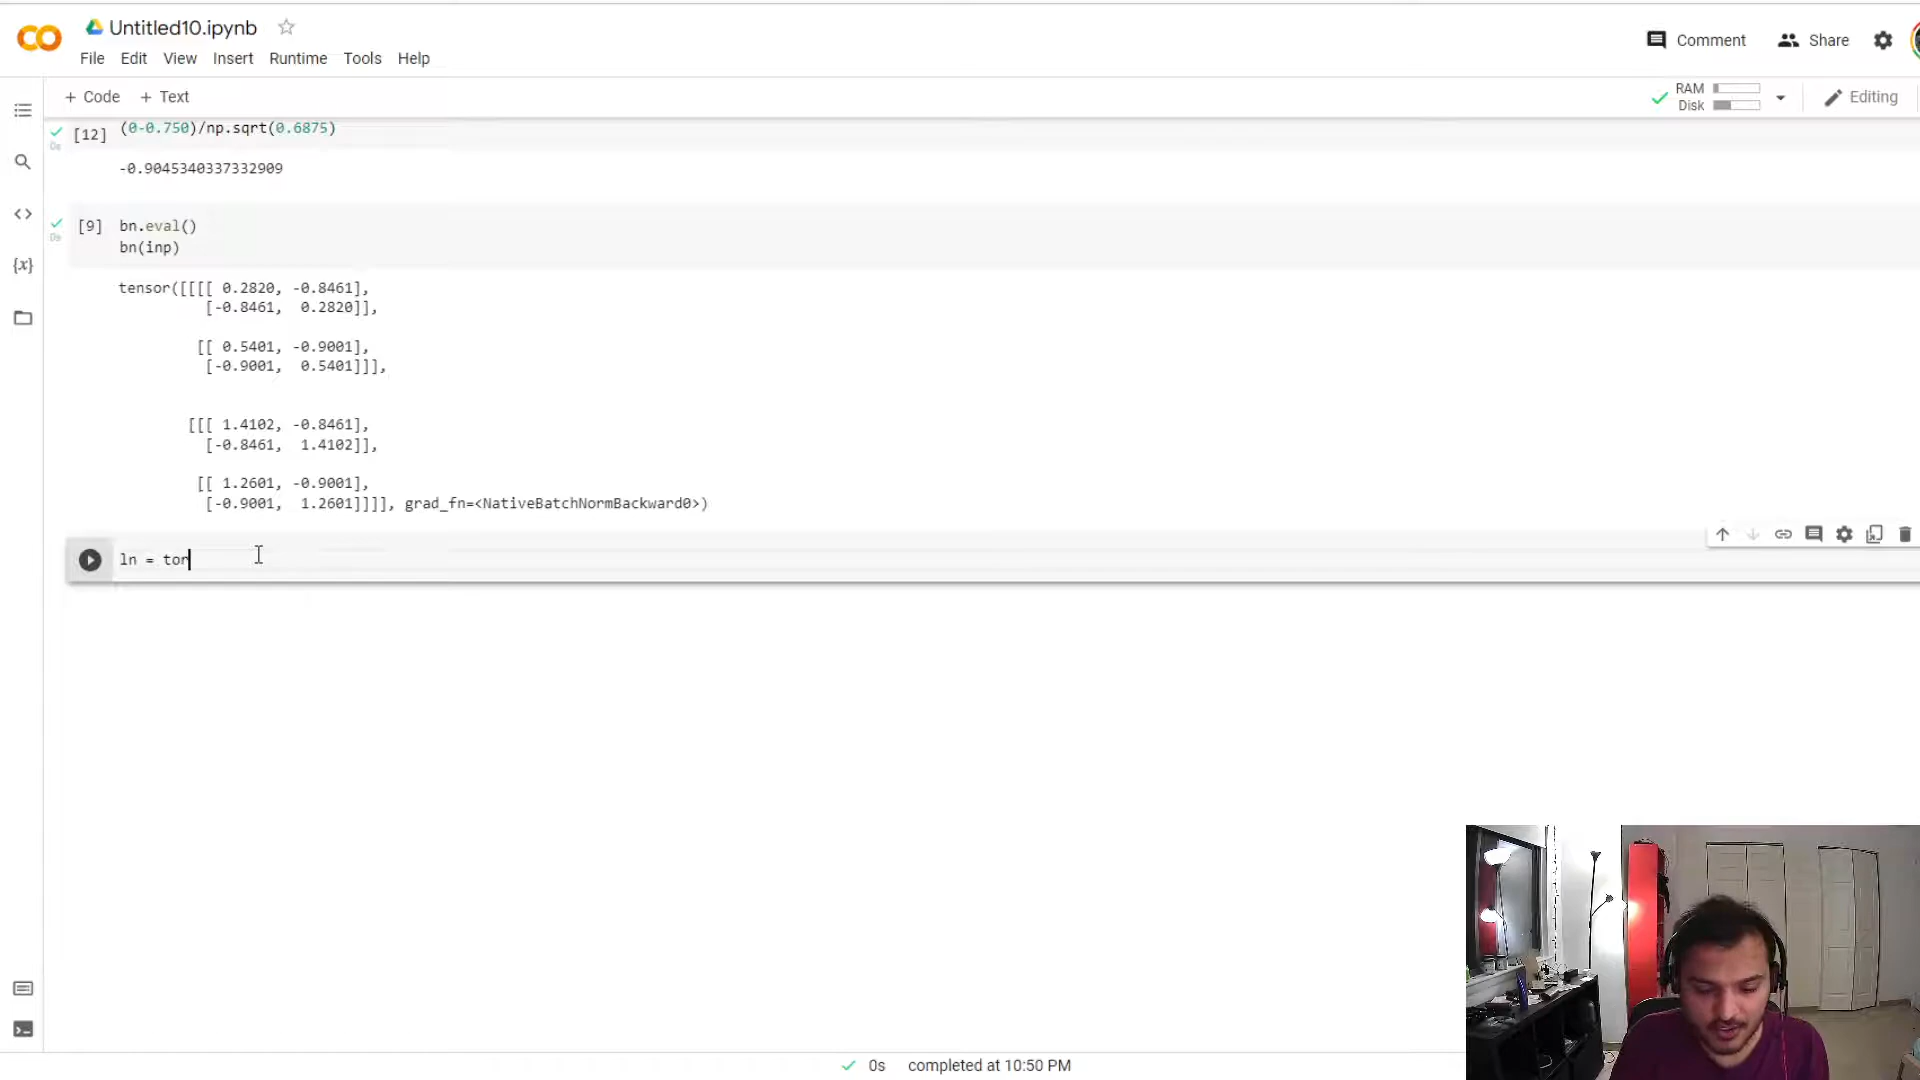 Untitled10.ipynb
File Edit View Insert Runtime Tools Help
Comment Share
+ Code + Text
RAM
Disk
Editing
[12] (0-0.750)/np.sqrt(0.6875)
0s
-0.9045340337332909
[9] bn.eval()
0s
bn(inp)
tensor([[[[ 0.2820, -0.8461],
[-0.8461, 0.2820]],
[[ 0.5401, -0.9001],
[-0.9001, 0.5401]]],
[[[ 1.4102, -0.8461],
[-0.8461, 1.4102]],
[[ 1.2601, -0.9001],
[-0.9001, 1.2601]]]], grad_fn=<NativeBatchNormBackward0>)
ln = tor
0s completed at 10:50 PM